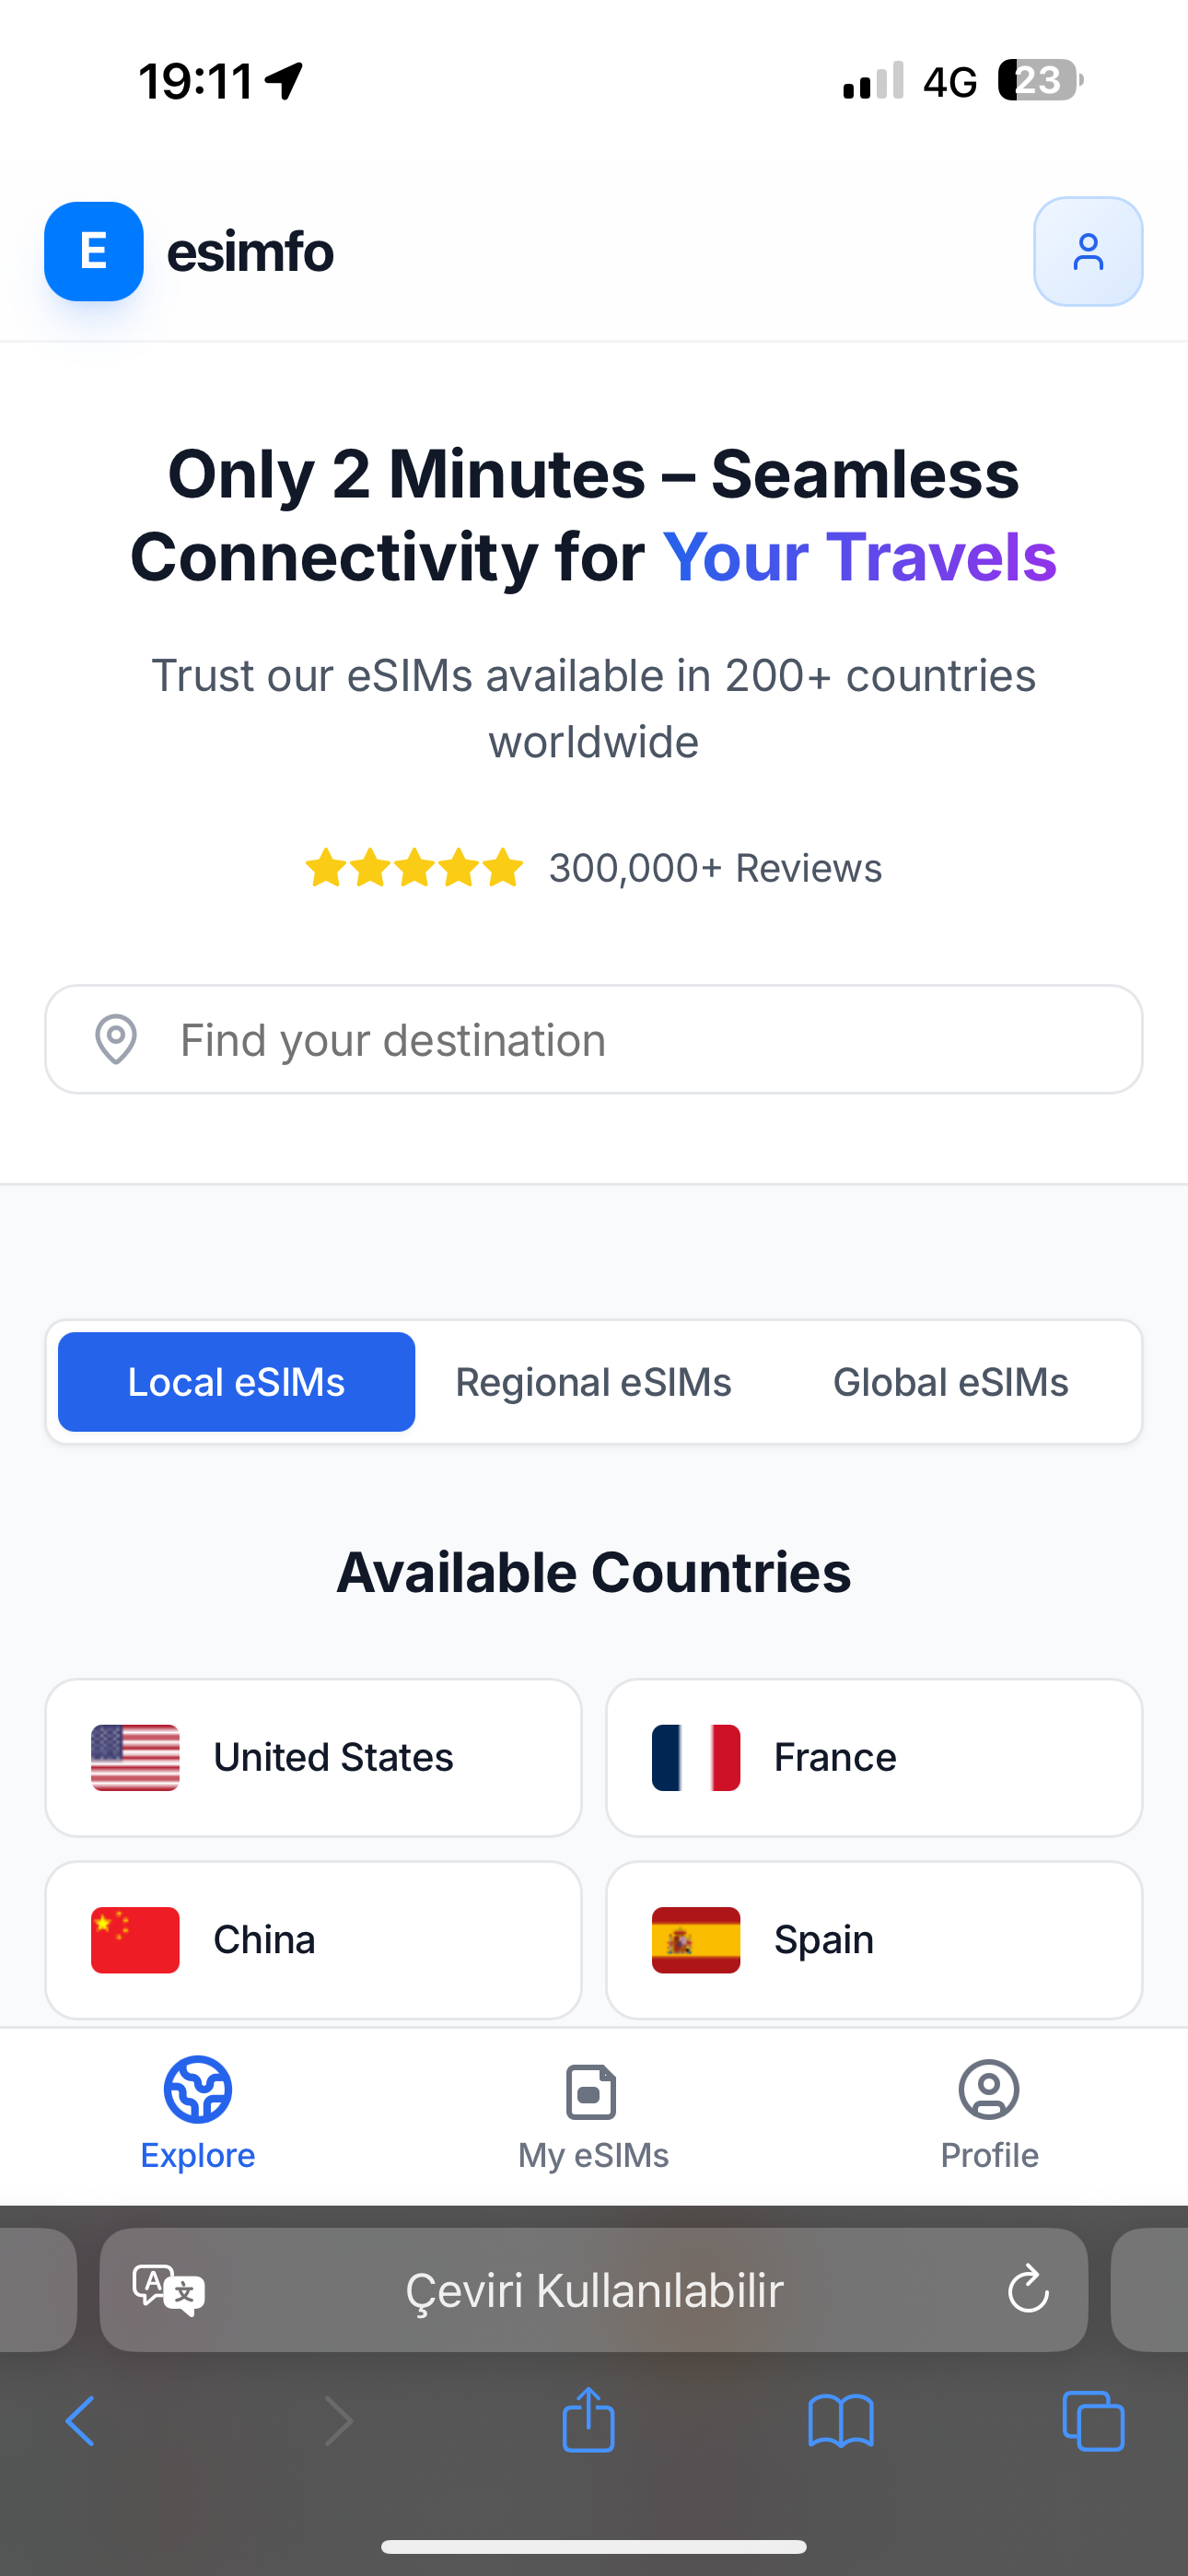 19:11
4G
23
E
esimfo
Only 2 Minutes – Seamless
Connectivity for Your Travels
Trust our eSIMs available in 200+ countries
worldwide
300,000+ Reviews
Find your destination
Local eSIMs
Regional eSIMs
Global eSIMs
Available Countries
United States
France
China
Spain
Explore
My eSIMs
Profile
A 文
Çeviri Kullanılabilir